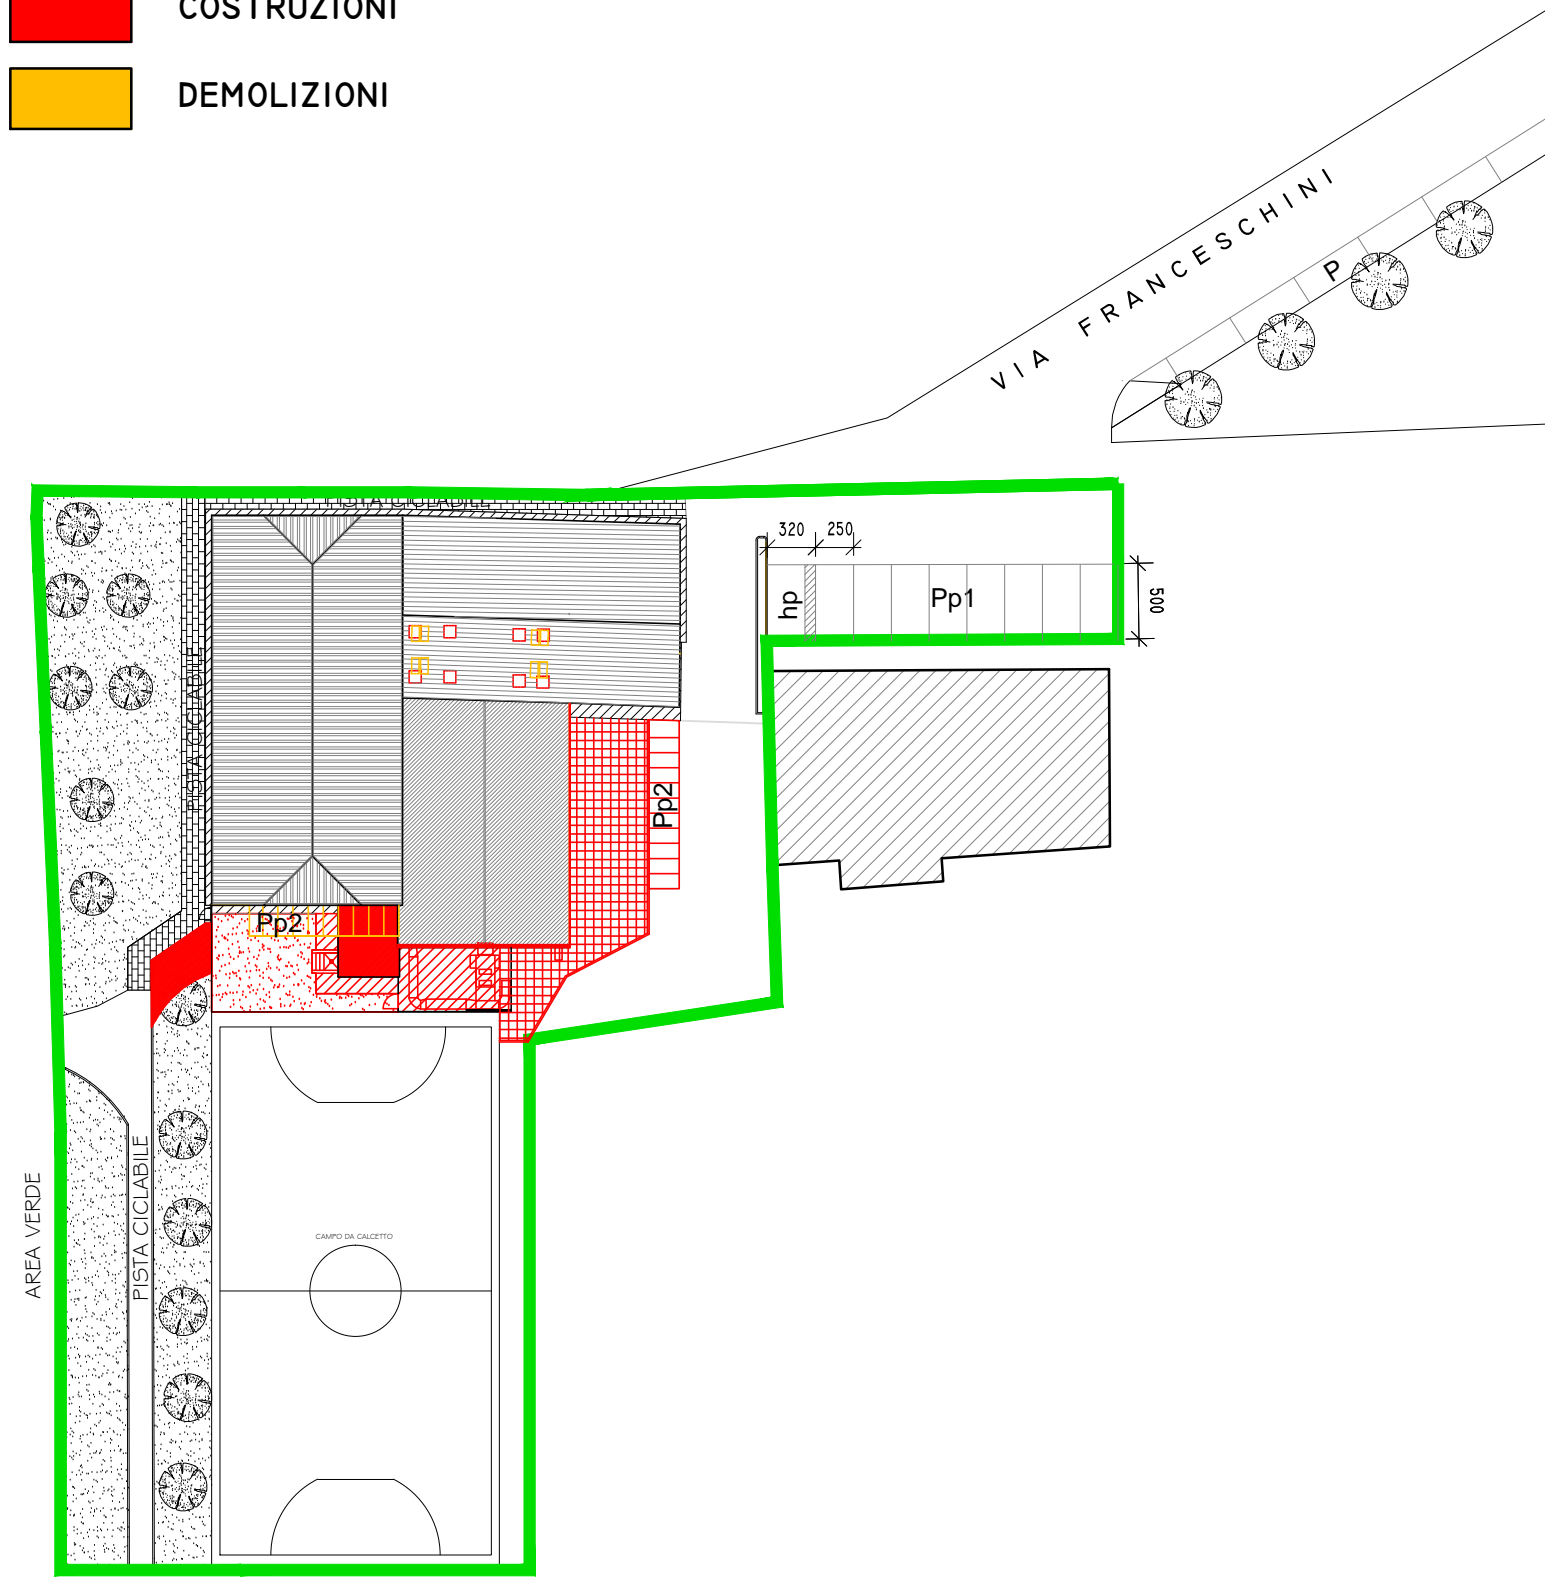 COSTRUZIONI
DEMOLIZIONI
VIA FRANCESCHINI
P
PISTA CICLABILE
320
250
hp
Pp1
500
PISTA CICLABILE
Pp2
Pp2
AREA VERDE
PISTA CICLABILE
CAMPO DA CALCETTO